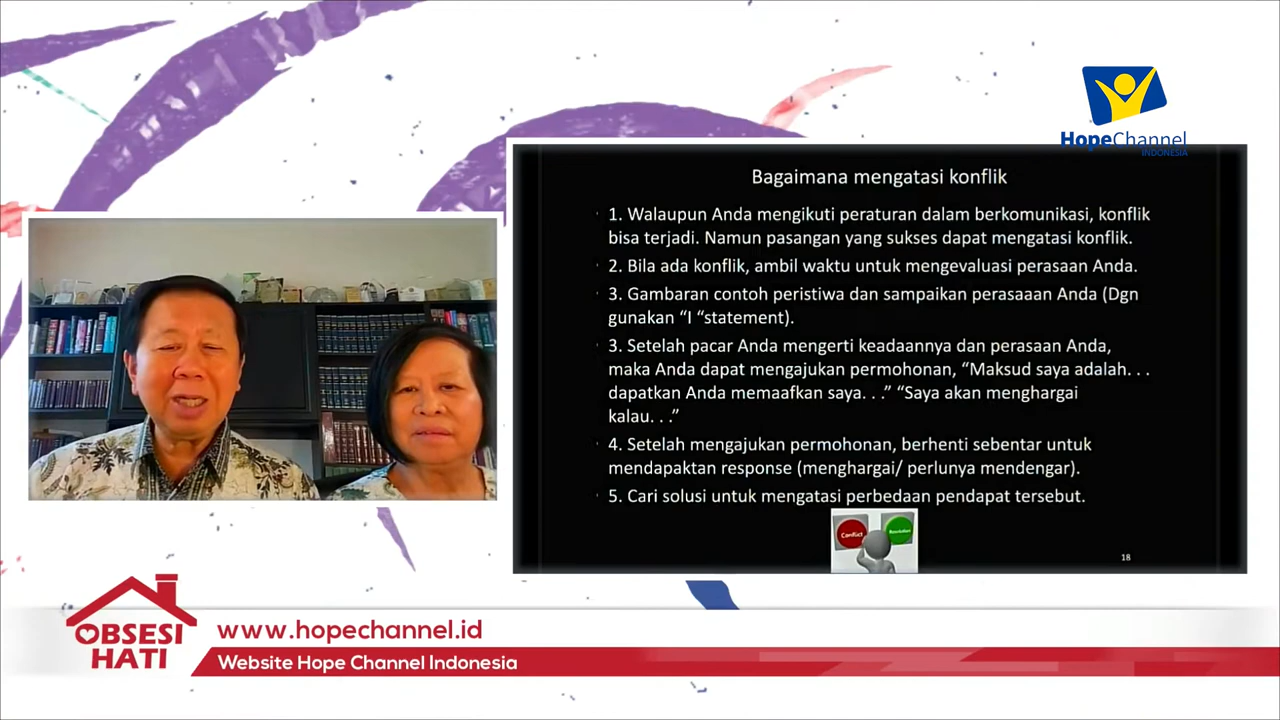 HopeChannel
INDONESIA
Bagaimana mengatasi konflik
1. Walaupun Anda mengikuti peraturan dalam berkomunikasi, konflik
bisa terjadi. Namun pasangan yang sukses dapat mengatasi konflik.
2. Bila ada konflik, ambil waktu untuk mengevaluasi perasaan Anda.
3. Gambaran contoh peristiwa dan sampaikan perasaaan Anda (Dgn
gunakan “I “statement).
3. Setelah pacar Anda mengerti keadaannya dan perasaan Anda,
maka Anda dapat mengajukan permohonan, “Maksud saya adalah. . .
dapatkan Anda memaafkan saya. . .” “Saya akan menghargai
kalau. . .”
4. Setelah mengajukan permohonan, berhenti sebentar untuk
mendapaktan response (menghargai/ perlunya mendengar).
5. Cari solusi untuk mengatasi perbedaan pendapat tersebut.
Conflict
Resolution
18
OBSESI
HATI
www.hopechannel.id
Website Hope Channel Indonesia